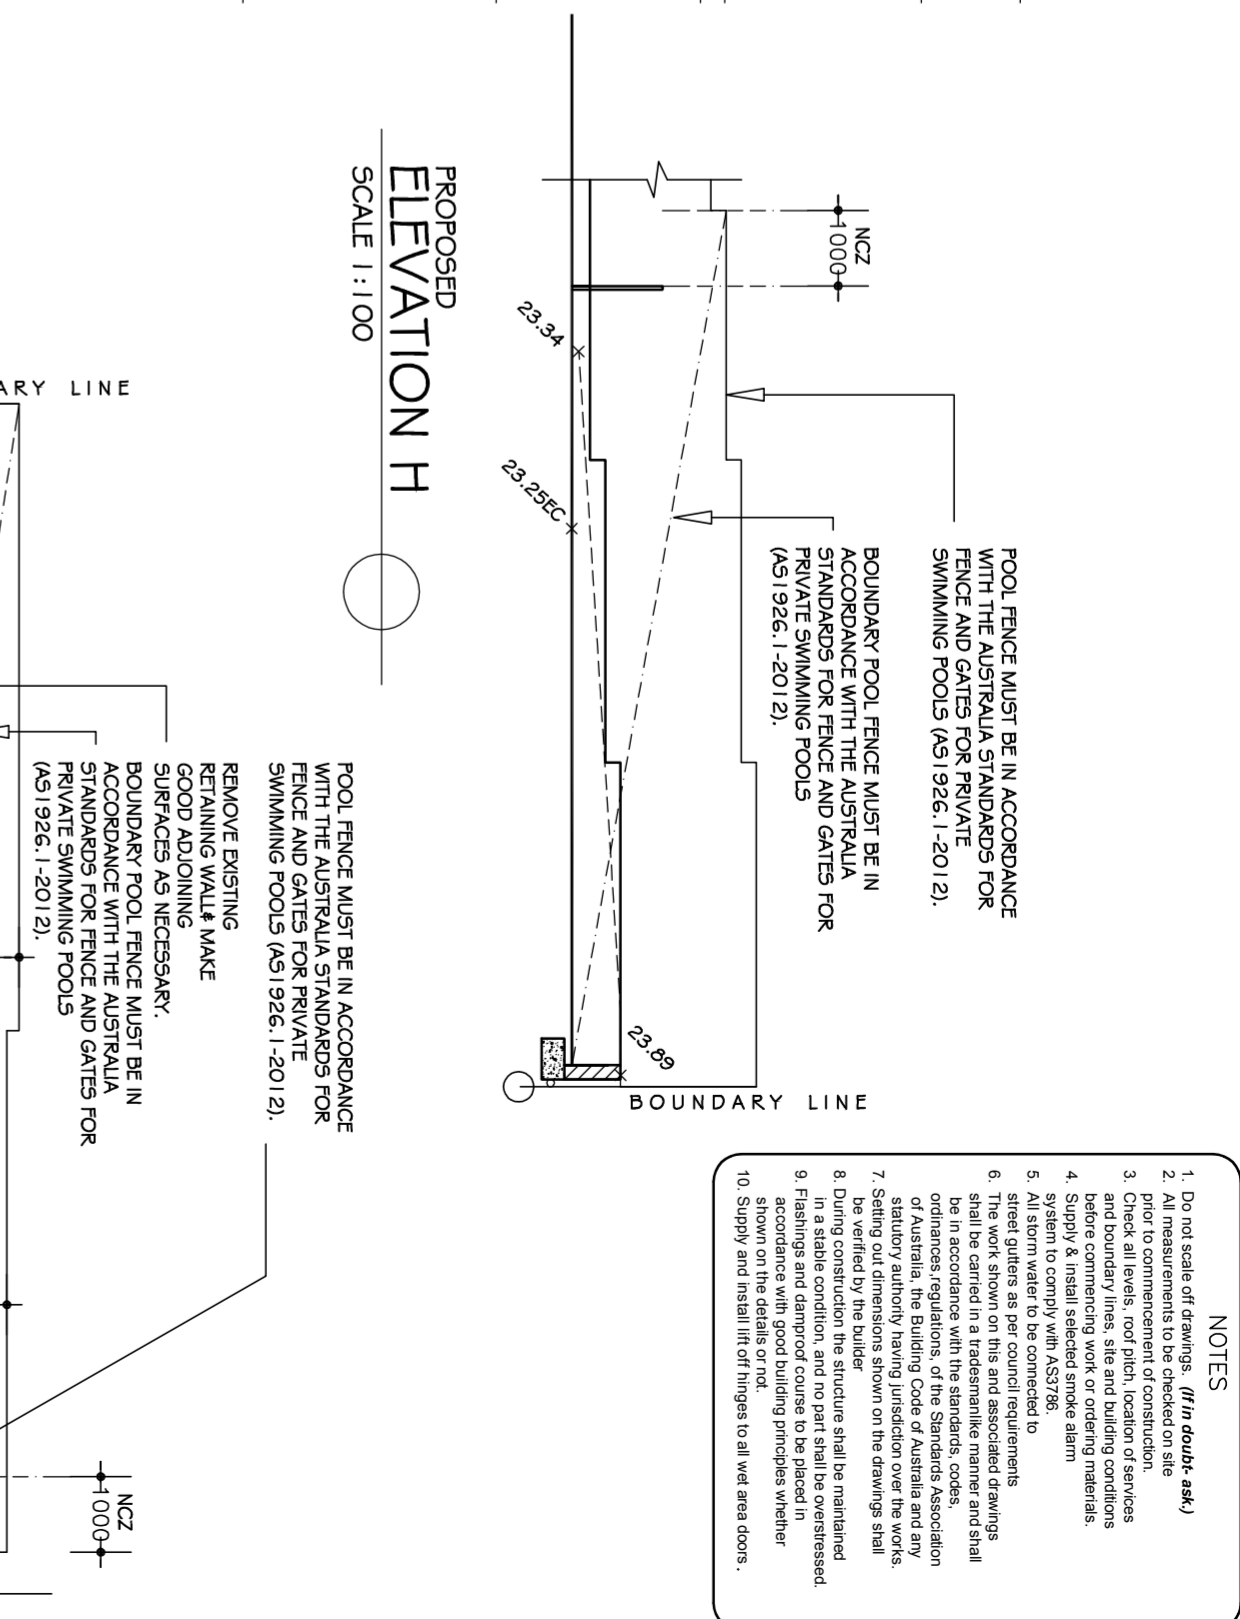 NCZ
1000
POOL FENCE MUST BE IN ACCORDANCE
WITH THE AUSTRALIA STANDARDS FOR
FENCE AND GATES FOR PRIVATE
SWIMMING POOLS (AS1926.1-2012).
BOUNDARY POOL FENCE MUST BE IN
ACCORDANCE WITH THE AUSTRALIA
STANDARDS FOR FENCE AND GATES FOR
PRIVATE SWIMMING POOLS
(AS1926.1-2012).
23.34
23.25EC
23.89
BOUNDARY LINE
PROPOSED
ELEVATION H
SCALE 1:100
NOTES
1. Do not scale off drawings. (If in doubt- ask.)
2. All measurements to be checked on site
prior to commencement of construction.
3. Check all levels, roof pitch, location of services
and boundary lines, site and building conditions
before commencing work or ordering materials.
4. Supply & install selected smoke alarm
system to comply with AS3786.
5. All storm water to be connected to
street gutters as per council requirements
6. The work shown on this and associated drawings
shall be carried in a tradesmanlike manner and shall
be in accordance with the standards, codes,
ordinances,regulations, of the Standards Association
of Australia, the Building Code of Australia and any
statutory authority having jurisdiction over the works.
7. Setting out dimensions shown on the drawings shall
be verified by the builder
8. During construction the structure shall be maintained
in a stable condition, and no part shall be overstressed.
9. Flashings and damproof course to be placed in
accordance with good building principles whether
shown on the details or not.
10. Supply and install lift off hinges to all wet area doors.
POOL FENCE MUST BE IN ACCORDANCE
WITH THE AUSTRALIA STANDARDS FOR
FENCE AND GATES FOR PRIVATE
SWIMMING POOLS (AS1926.1-2012).
REMOVE EXISTING
RETAINING WALL& MAKE
GOOD ADJOINING
SURFACES AS NECESSARY.
BOUNDARY POOL FENCE MUST BE IN
ACCORDANCE WITH THE AUSTRALIA
STANDARDS FOR FENCE AND GATES FOR
PRIVATE SWIMMING POOLS
(AS1926.1-2012).
ARY LINE
NCZ
1000